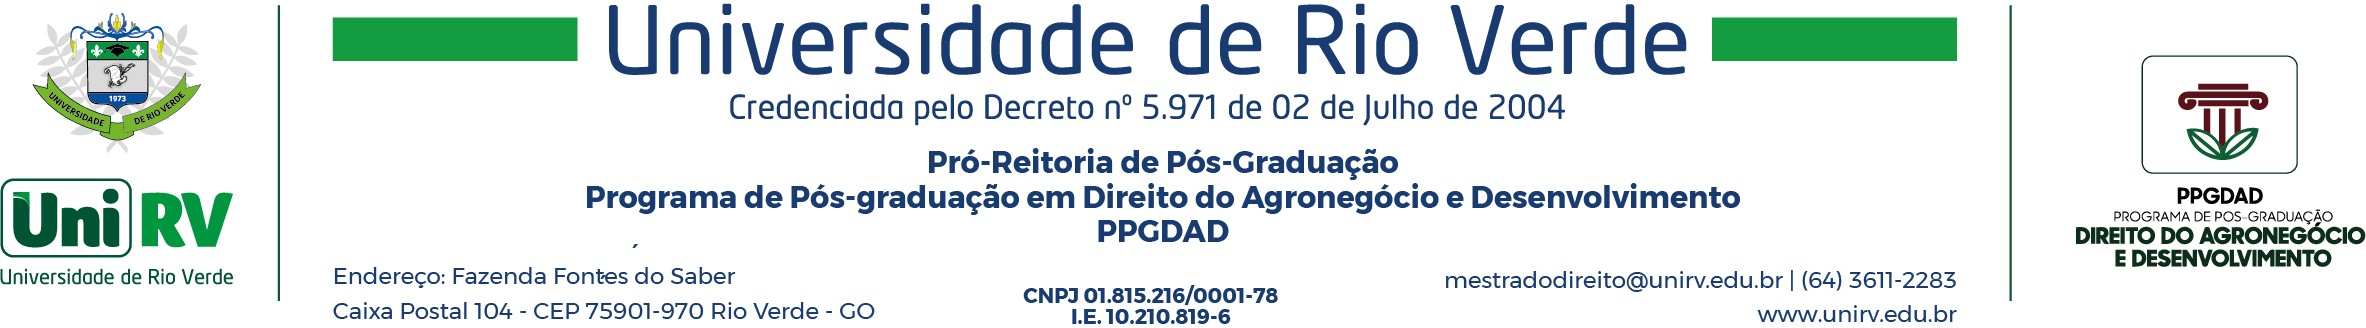 1973
UNIVERSIDADE DE RIO VERDE
Uni RV
Universidade de Rio Verde
Universidade de Rio Verde
Credenciada pelo Decreto nº 5.971 de 02 de Julho de 2004
Pró-Reitoria de Pós-Graduação
Programa de Pós-graduação em Direito do Agronegócio e Desenvolvimento
PPGDAD
Endereço: Fazenda Fontes do Saber
Caixa Postal 104 - CEP 75901-970 Rio Verde - GO
CNPJ 01.815.216/0001-78
I.E. 10.210.819-6
mestradodireito@unirv.edu.br | (64) 3611-2283
www.unirv.edu.br
PPGDAD
PROGRAMA DE POS-GRADUAÇÃO
DIREITO DO AGRONEGÓCIO
E DESENVOLVIMENTO